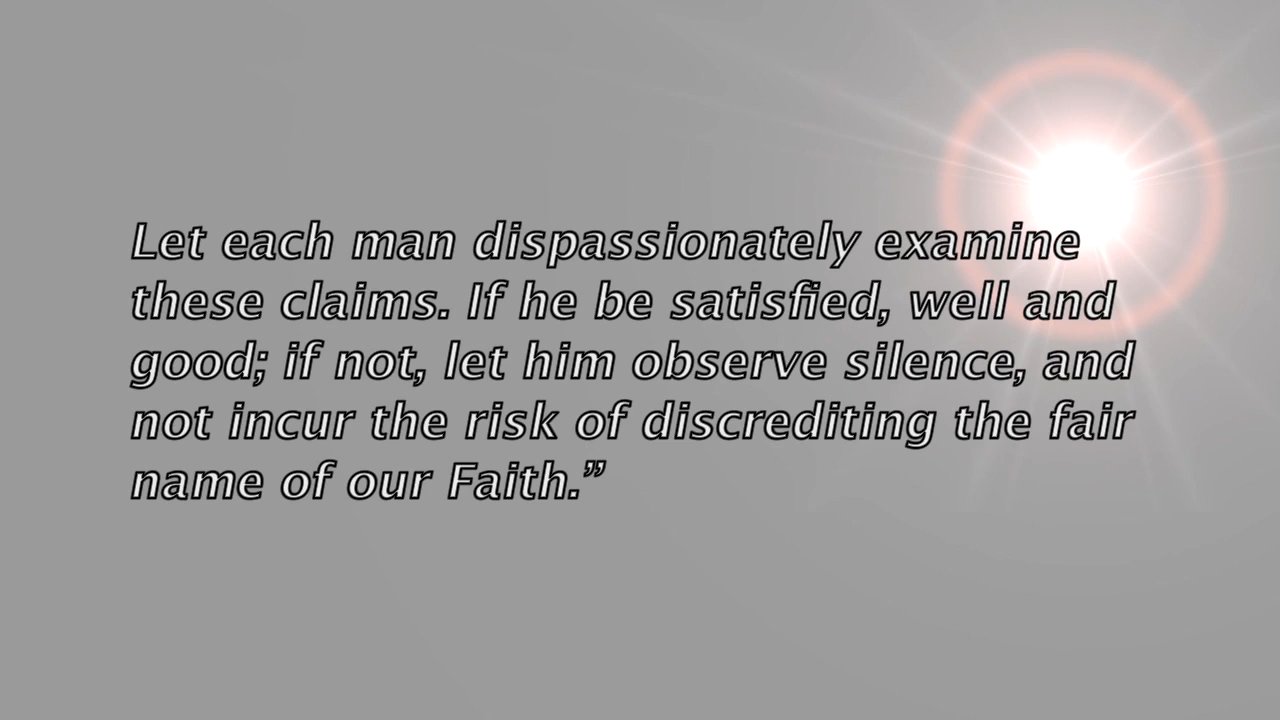 Let each man dispassionately examine
these claims. If he be satisfied, well and
good; if not, let him observe silence, and
not incur the risk of discrediting the fair
name of our Faith.”